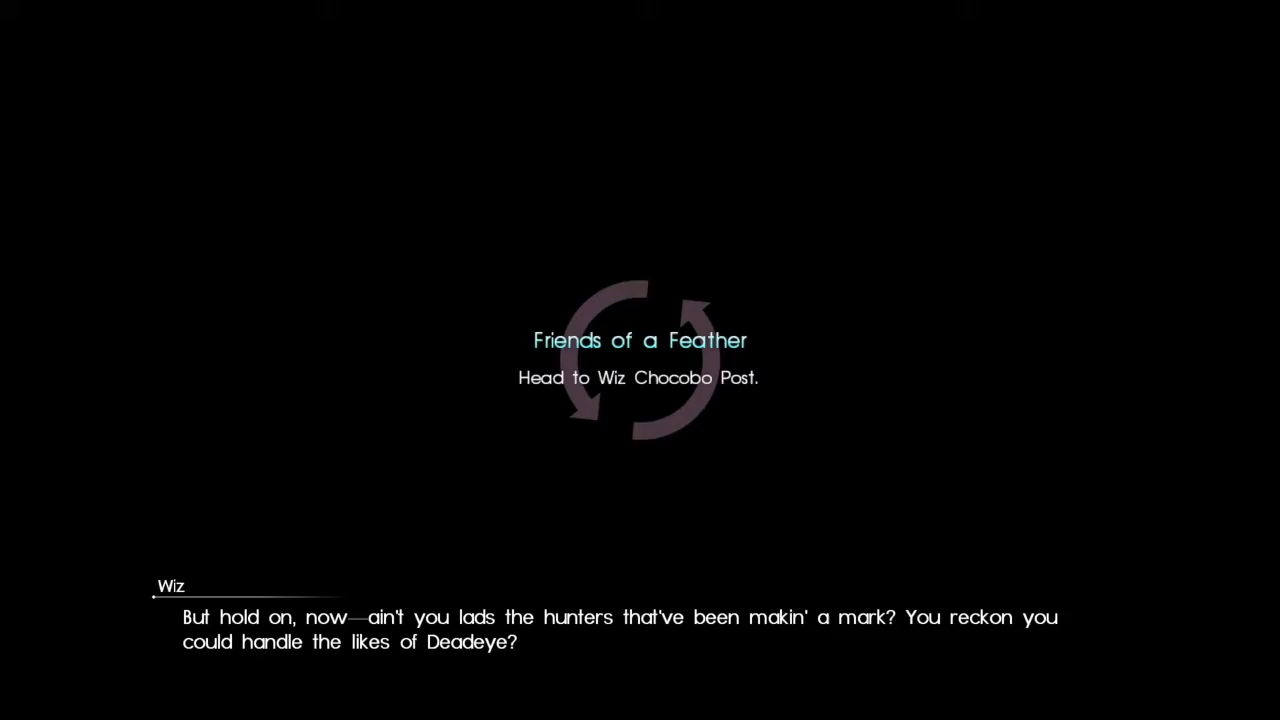 Friends of a Feather
Head to Wiz Chocobo Post.
Wiz
But hold on, now—ain't you lads the hunters that've been makin' a mark? You reckon you
could handle the likes of Deadeye?